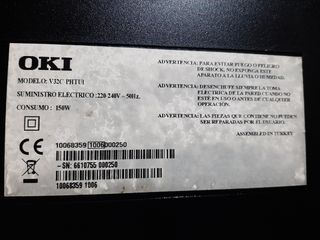 OKI
MODELO: V32C PHTUI
SUMINISTRO ELECTRICO: 220 240V ~ 50Hz.
CONSUMO : 150W
ADVERTENCIA: PARA EVITAR FUEGO O PELIGRO
DE SHOCK, NO EXPONGA ESTE
APARATO A LA LLUVIA O HUMEDAD.
ADVERTENCIA: DESENCHUFE SIEMPRE LA TOMA
ELECTRICA DE LA PARED CUANDO NO
ESTO EN USO O ANTES DE CUALQUIER
OPERACION.
ADVERTENCIA: LAS PIEZAS QUE CONTIENEN NO
PUEDEN SER REPARADAS POR EL USUARIO.
ASSEMBLED IN TURKEY
10068359 1006 000250
-SN: 6610755 000250
10068359 1006